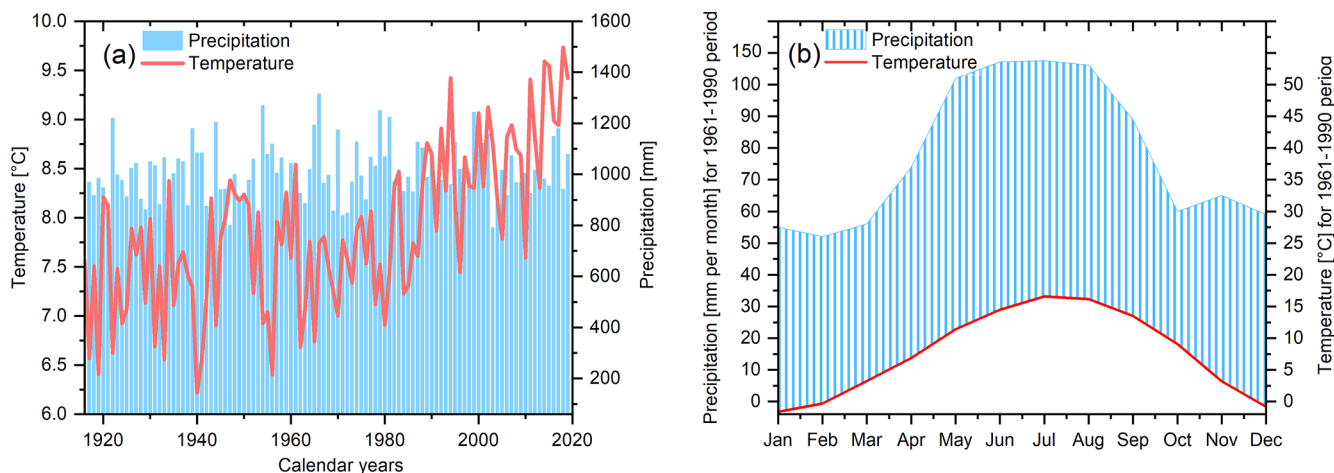 (a)
Precipitation
Temperature
Temperature [°C]
10.0
9.5
9.0
8.5
8.0
7.5
7.0
6.5
6.0
Precipitation [mm]
1600
1400
1200
1000
800
600
400
200
1920
1940
1960
1980
2000
2020
Calendar years
(b)
Precipitation
Temperature
Precipitation [mm per month] for 1961-1990 period
150
100
90
80
70
60
50
40
30
20
10
0
Temperature [°C] for 1961-1990 period
50
45
40
35
30
25
20
15
10
5
0
Jan
Feb
Mar
Apr
May
Jun
Jul
Aug
Sep
Oct
Nov
Dec